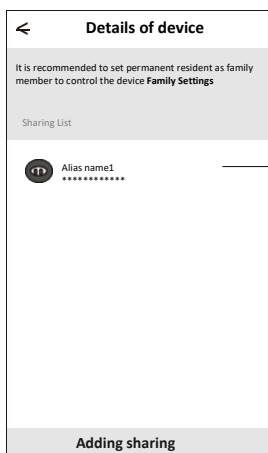 Details of device
It is recommended to set permanent resident as family
member to control the device Family Settings
Sharing List
Alias name1
************
Adding sharing